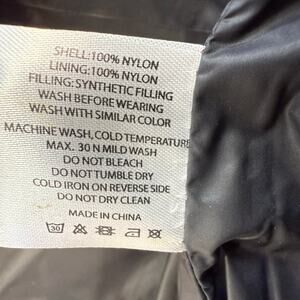 SHELL:100% NYLON
LINING:100% NYLON
FILLING:SYNTHETIC FILLING
WASH BEFORE WEARING
WASH WITH SIMILAR COLOR
MACHINE WASH, COLD TEMPERATURE
MAX. 30 N MILD WASH
DO NOT BLEACH
DO NOT TUMBLE DRY
COLD IRON ON REVERSE SIDE
DO NOT DRY CLEAN
MADE IN CHINA
30